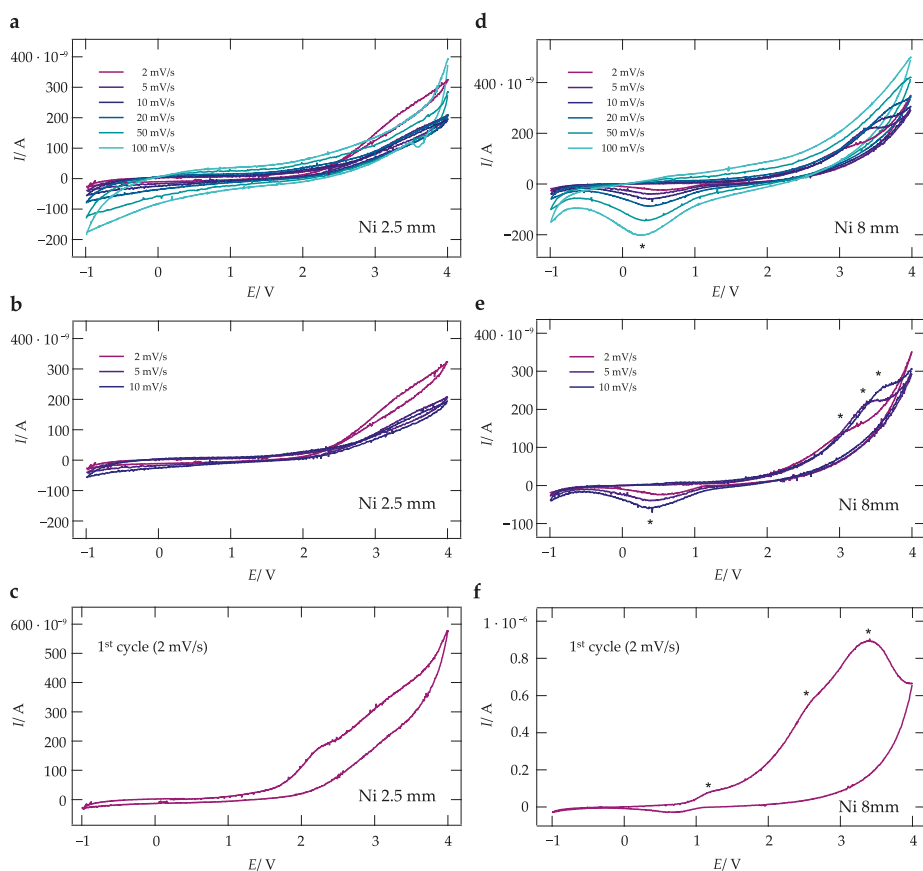 a
400 · 10⁻⁹
300
200
100
0
−100
−200
I/ A
2 mV/s
5 mV/s
10 mV/s
20 mV/s
50 mV/s
100 mV/s
Ni 2.5 mm
−1 0 1 2 3 4
E/ V
b
400 · 10⁻⁹
300
200
100
0
−100
−200
I/ A
2 mV/s
5 mV/s
10 mV/s
Ni 2.5 mm
−1 0 1 2 3 4
E/ V
c
600 · 10⁻⁹
500
400
300
200
100
0
I/ A
1st cycle (2 mV/s)
Ni 2.5 mm
−1 0 1 2 3 4
E/ V
d
400 · 10⁻⁹
200
0
−200
I/ A
2 mV/s
5 mV/s
10 mV/s
20 mV/s
50 mV/s
100 mV/s
*
Ni 8 mm
−1 0 1 2 3 4
E/ V
e
400 · 10⁻⁹
300
200
100
0
−100
I/ A
2 mV/s
5 mV/s
10 mV/s
*
*
*
*
Ni 8mm
−1 0 1 2 3 4
E/ V
f
1 · 10⁻⁶
0.8
0.6
0.4
0.2
0
I/ A
1st cycle (2 mV/s)
*
*
*
Ni 8mm
−1 0 1 2 3 4
E/ V